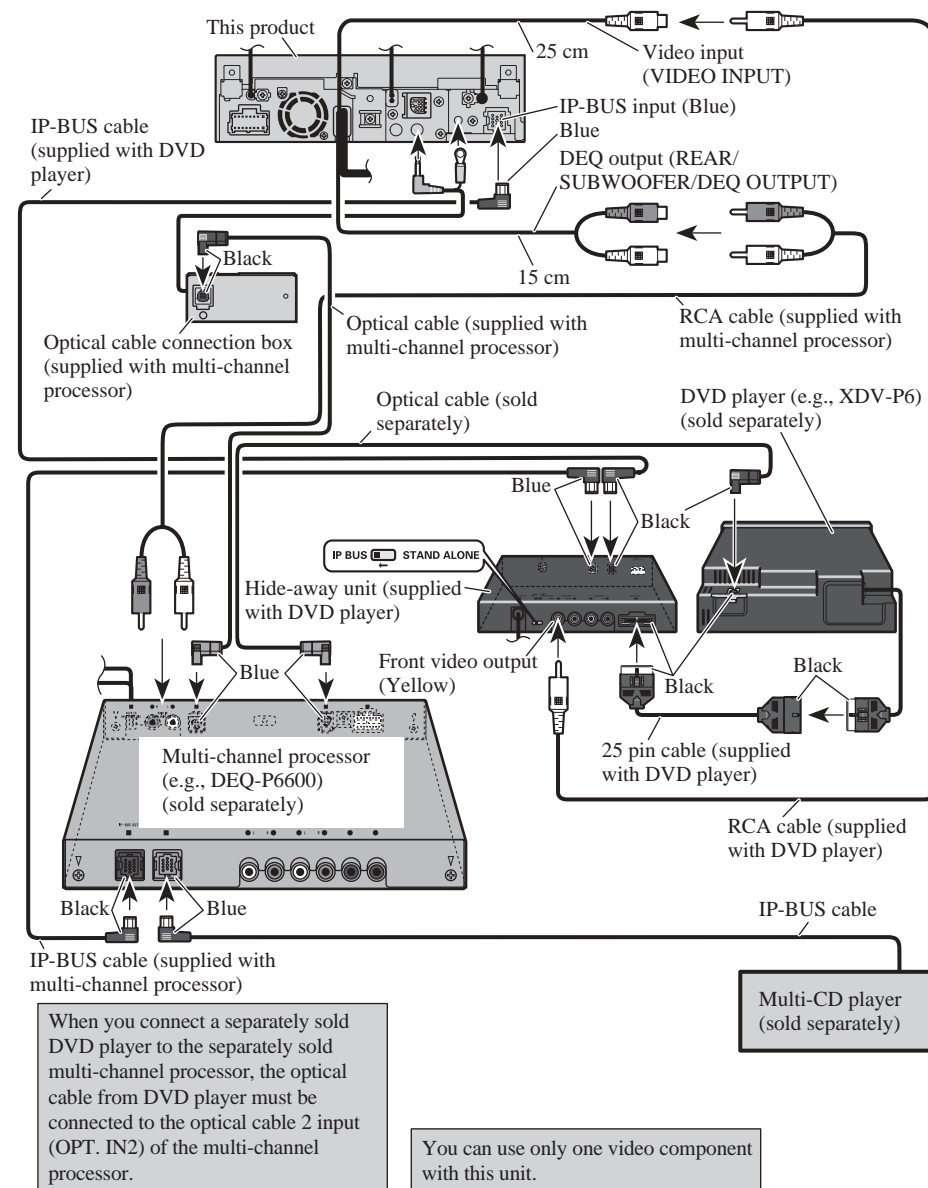 This product
25 cm
Video input
(VIDEO INPUT)
IP-BUS input (Blue)
Blue
IP-BUS cable
(supplied with DVD
player)
DEQ output (REAR/
SUBWOOFER/DEQ OUTPUT)
15 cm
Black
Optical cable connection box
(supplied with multi-channel
processor)
Optical cable (supplied with
multi-channel processor)
RCA cable (supplied with
multi-channel processor)
Optical cable (sold
separately)
DVD player (e.g., XDV-P6)
(sold separately)
Blue
Black
IP BUS STAND ALONE
Hide-away unit (supplied
with DVD player)
Front video output
(Yellow)
Blue
Black
Black
25 pin cable (supplied
with DVD player)
Multi-channel processor
(e.g., DEQ-P6600)
(sold separately)
RCA cable (supplied
with DVD player)
Black
Blue
IP-BUS cable
IP-BUS cable (supplied with
multi-channel processor)
Multi-CD player
(sold separately)
When you connect a separately sold
DVD player to the separately sold
multi-channel processor, the optical
cable from DVD player must be
connected to the optical cable 2 input
(OPT. IN2) of the multi-channel
processor.
You can use only one video component
with this unit.